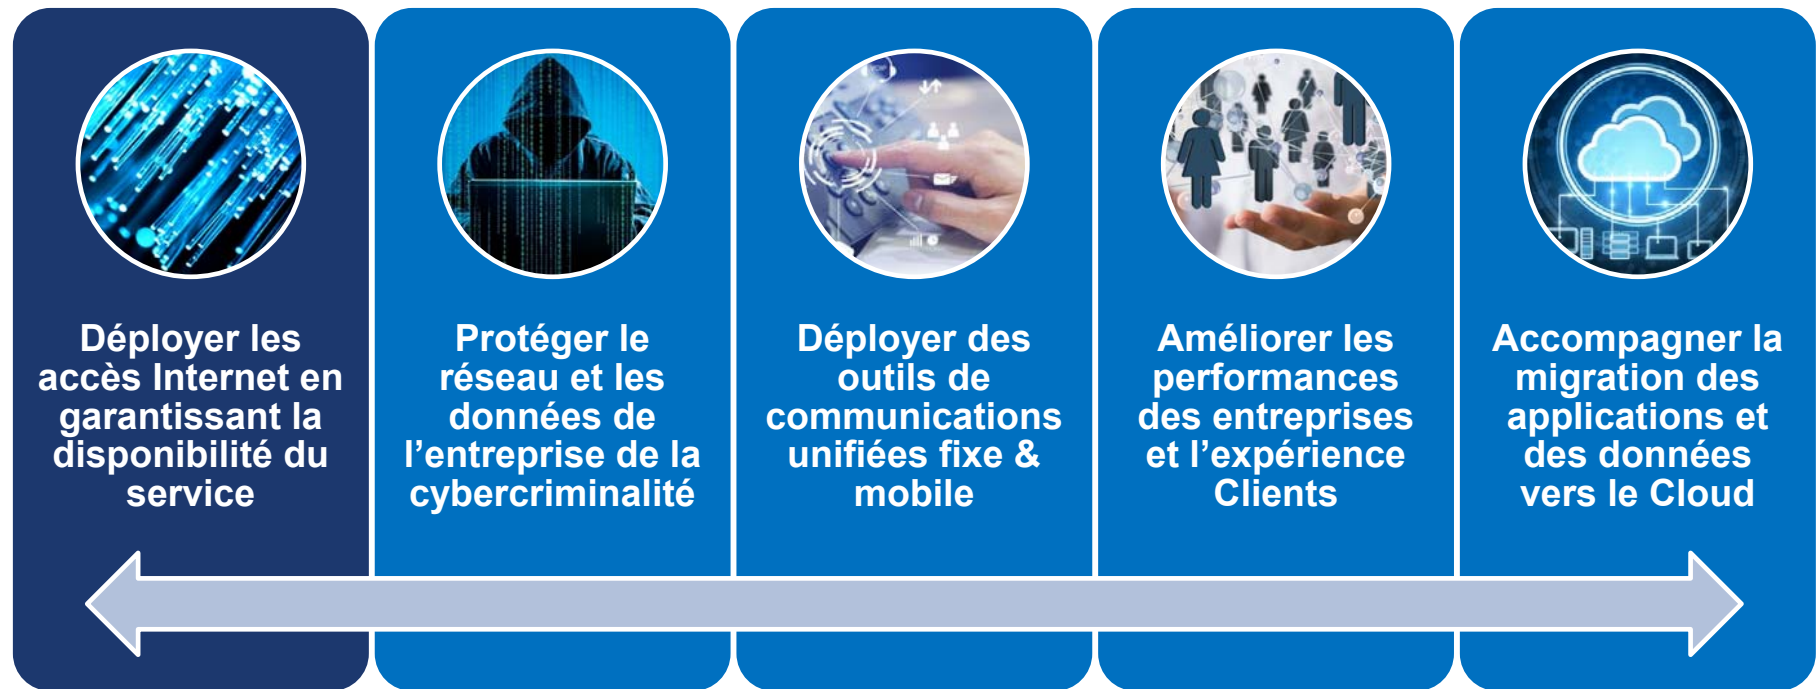 Déployer les
accès Internet en
garantissant la
disponibilité du
service
Protéger le
réseau et les
données de
l’entreprise de la
cybercriminalité
Déployer des
outils de
communications
unifiées fixe &
mobile
Améliorer les
performances
des entreprises
et l’expérience
Clients
Accompagner la
migration des
applications et
des données
vers le Cloud